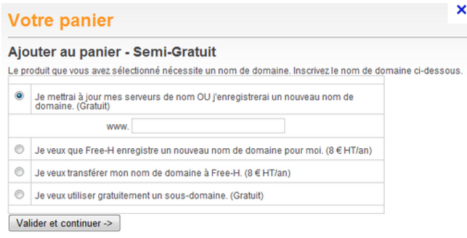 Votre panier
Ajouter au panier - Semi-Gratuit
Le produit que vous avez sélectionné nécessite un nom de domaine. Inscrivez le nom de domaine ci-dessous.
Je mettrai à jour mes serveurs de nom OU j'enregistrerai un nouveau nom de
domaine. (Gratuit)
www.
Je veux que Free-H enregistre un nouveau nom de domaine pour moi. (8 € HT/an)
Je veux transférer mon nom de domaine à Free-H. (8 € HT/an)
Je veux utiliser gratuitement un sous-domaine. (Gratuit)
Valider et continuer ->